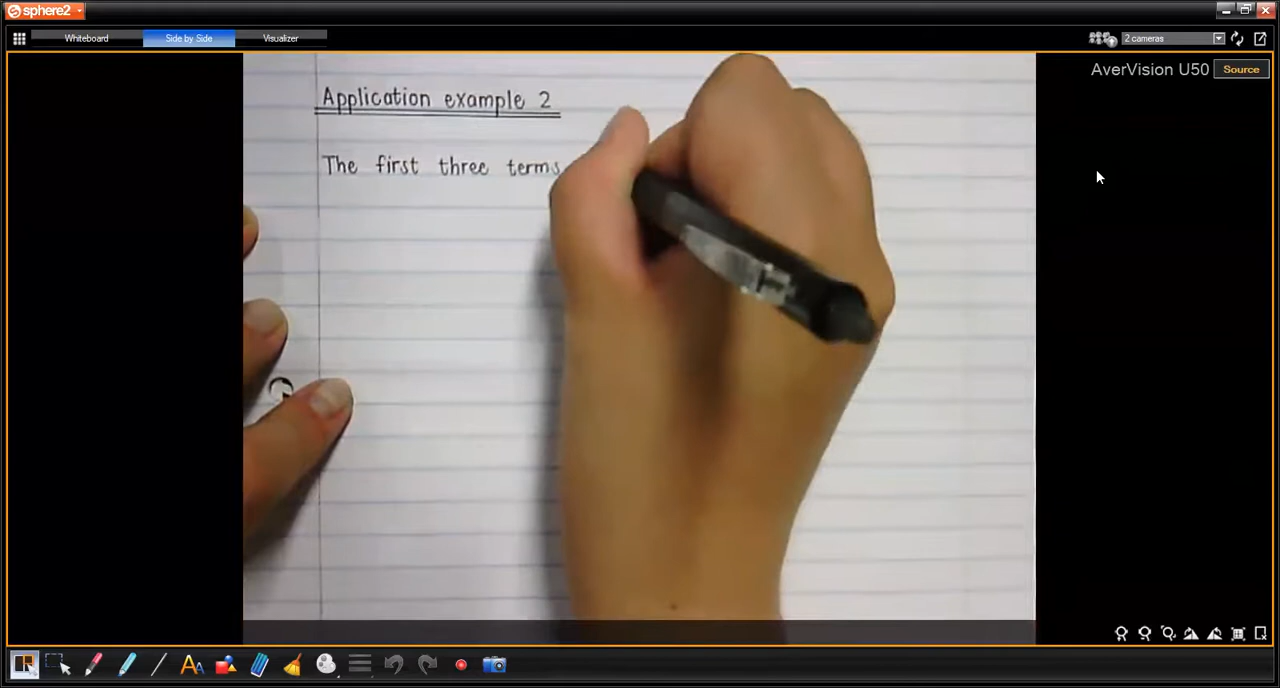 sphere2
Whiteboard
Side by Side
Visualizer
2 cameras
AverVision U50
Source
Application example 2
The first three terms